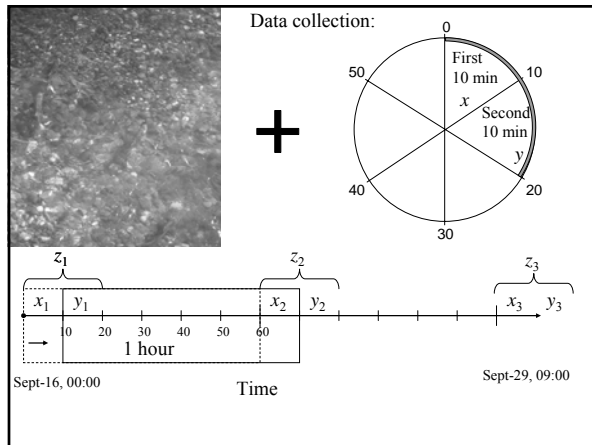 Data collection:
0
10
20
30
40
50
First
10 min
x
Second
10 min
y
z1
z2
z3
x1 y1 x2 y2 x3 y3
10 20 30 40 50 60
1 hour
Sept-16, 00:00
Time
Sept-29, 09:00